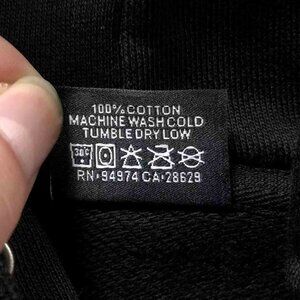 100% COTTON
MACHINE WASH COLD
TUMBLE DRY LOW
30°
RN·94974 CA·28629